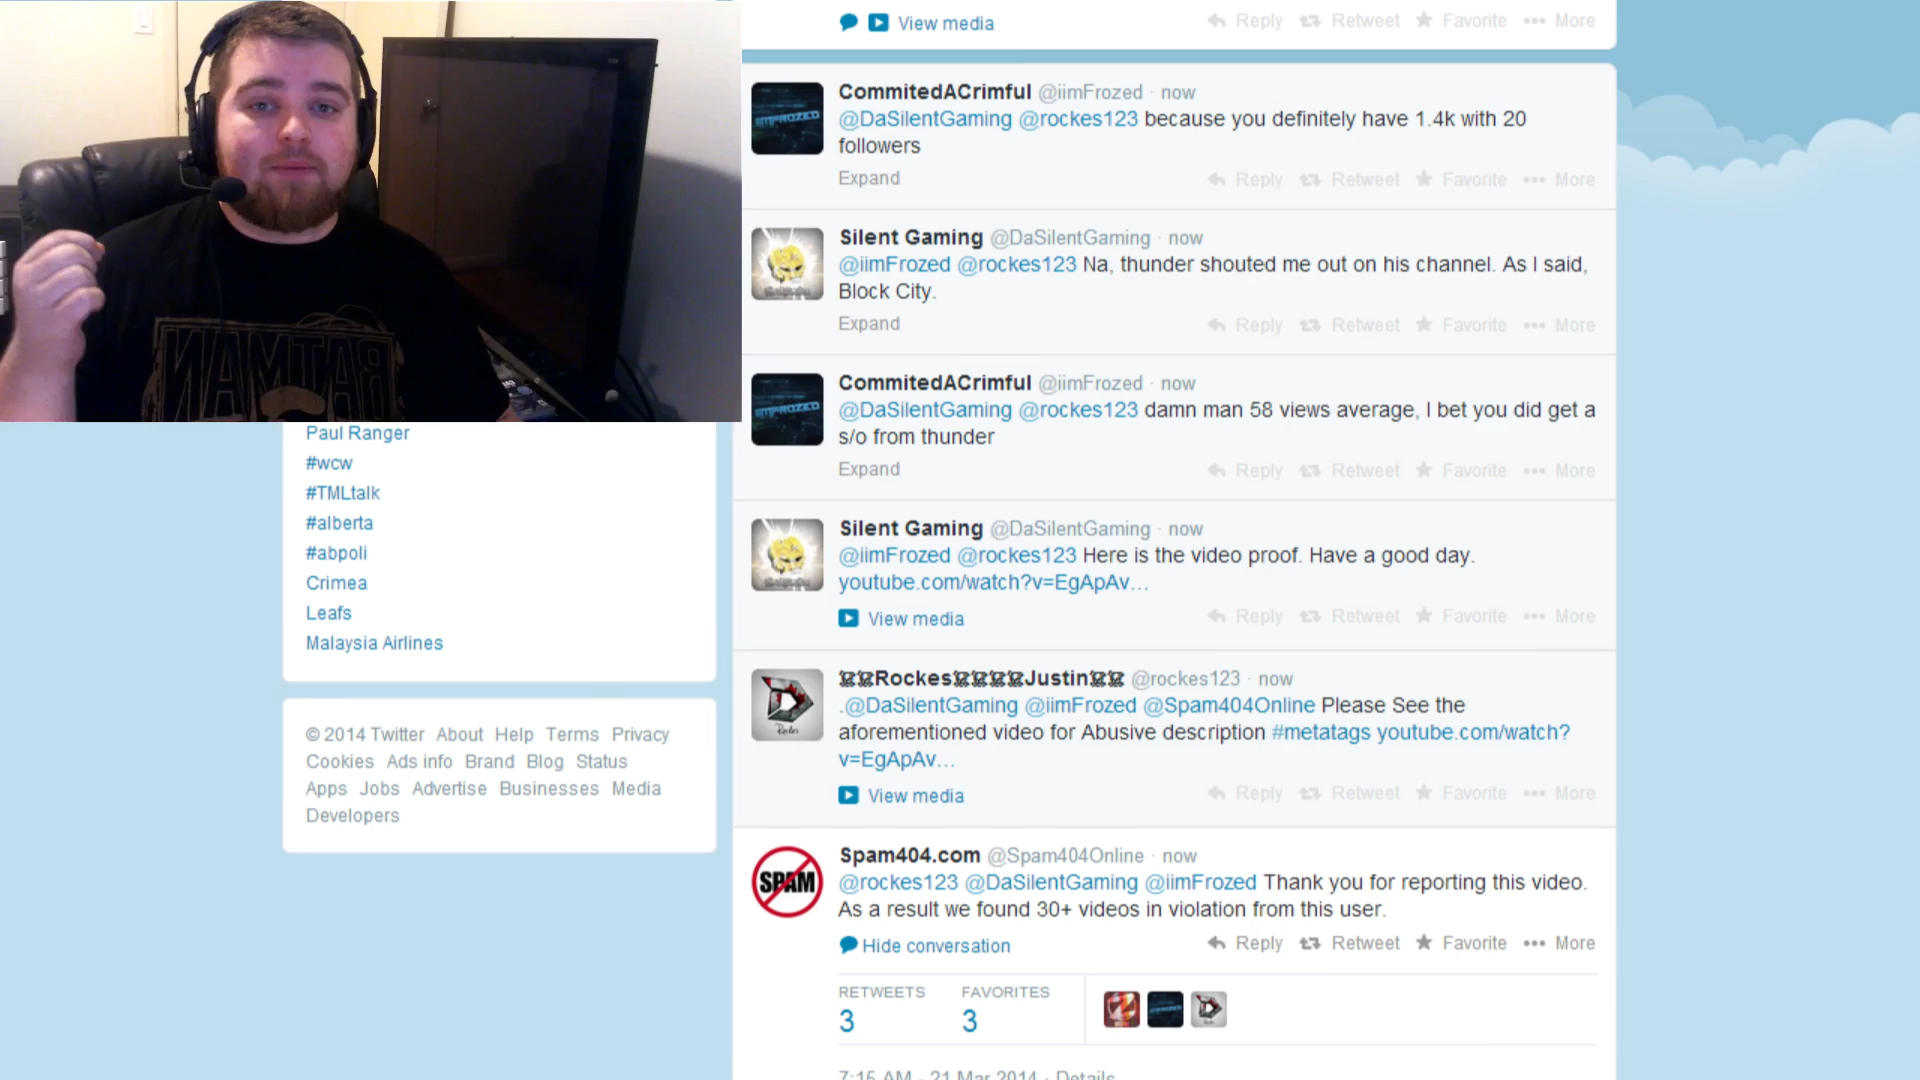 View media
Reply Retweet Favorite More
CommitedACrimful @iimFrozed · now
@DaSilentGaming @rockes123 because you definitely have 1.4k with 20
followers
Expand
Reply Retweet Favorite More
Silent Gaming @DaSilentGaming · now
@iimFrozed @rockes123 Na, thunder shouted me out on his channel. As I said,
Block City.
Expand
Reply Retweet Favorite More
CommitedACrimful @iimFrozed · now
@DaSilentGaming @rockes123 damn man 58 views average, I bet you did get a
s/o from thunder
Expand
Reply Retweet Favorite More
Silent Gaming @DaSilentGaming · now
@iimFrozed @rockes123 Here is the video proof. Have a good day.
youtube.com/watch?v=EgApAv…
View media
Reply Retweet Favorite More
Rockes Justin @rockes123 · now
.@DaSilentGaming @iimFrozed @Spam404Online Please See the
aforementioned video for Abusive description #metatags youtube.com/watch?
v=EgApAv…
View media
Reply Retweet Favorite More
SPAM
Spam404.com @Spam404Online · now
@rockes123 @DaSilentGaming @iimFrozed Thank you for reporting this video.
As a result we found 30+ videos in violation from this user.
Hide conversation
Reply Retweet Favorite More
RETWEETS
3
FAVORITES
3
7:15 AM - 21 Mar 2014 · Details
BATMAN
Paul Ranger
#wcw
#TMLtalk
#alberta
#abpoli
Crimea
Leafs
Malaysia Airlines
© 2014 Twitter About Help Terms Privacy
Cookies Ads info Brand Blog Status
Apps Jobs Advertise Businesses Media
Developers